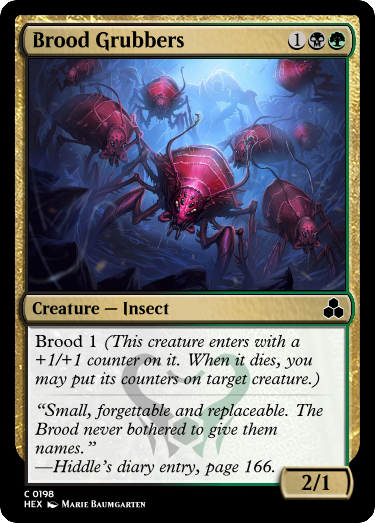 Brood Grubbers 1
Creature — Insect
Brood 1 (This creature enters with a
+1/+1 counter on it. When it dies, you
may put its counters on target creature.)
“Small, forgettable and replaceable. The
Brood never bothered to give them
names.”
—Hiddle’s diary entry, page 166.
2/1
C 0198
HEX Marie Baumgarten